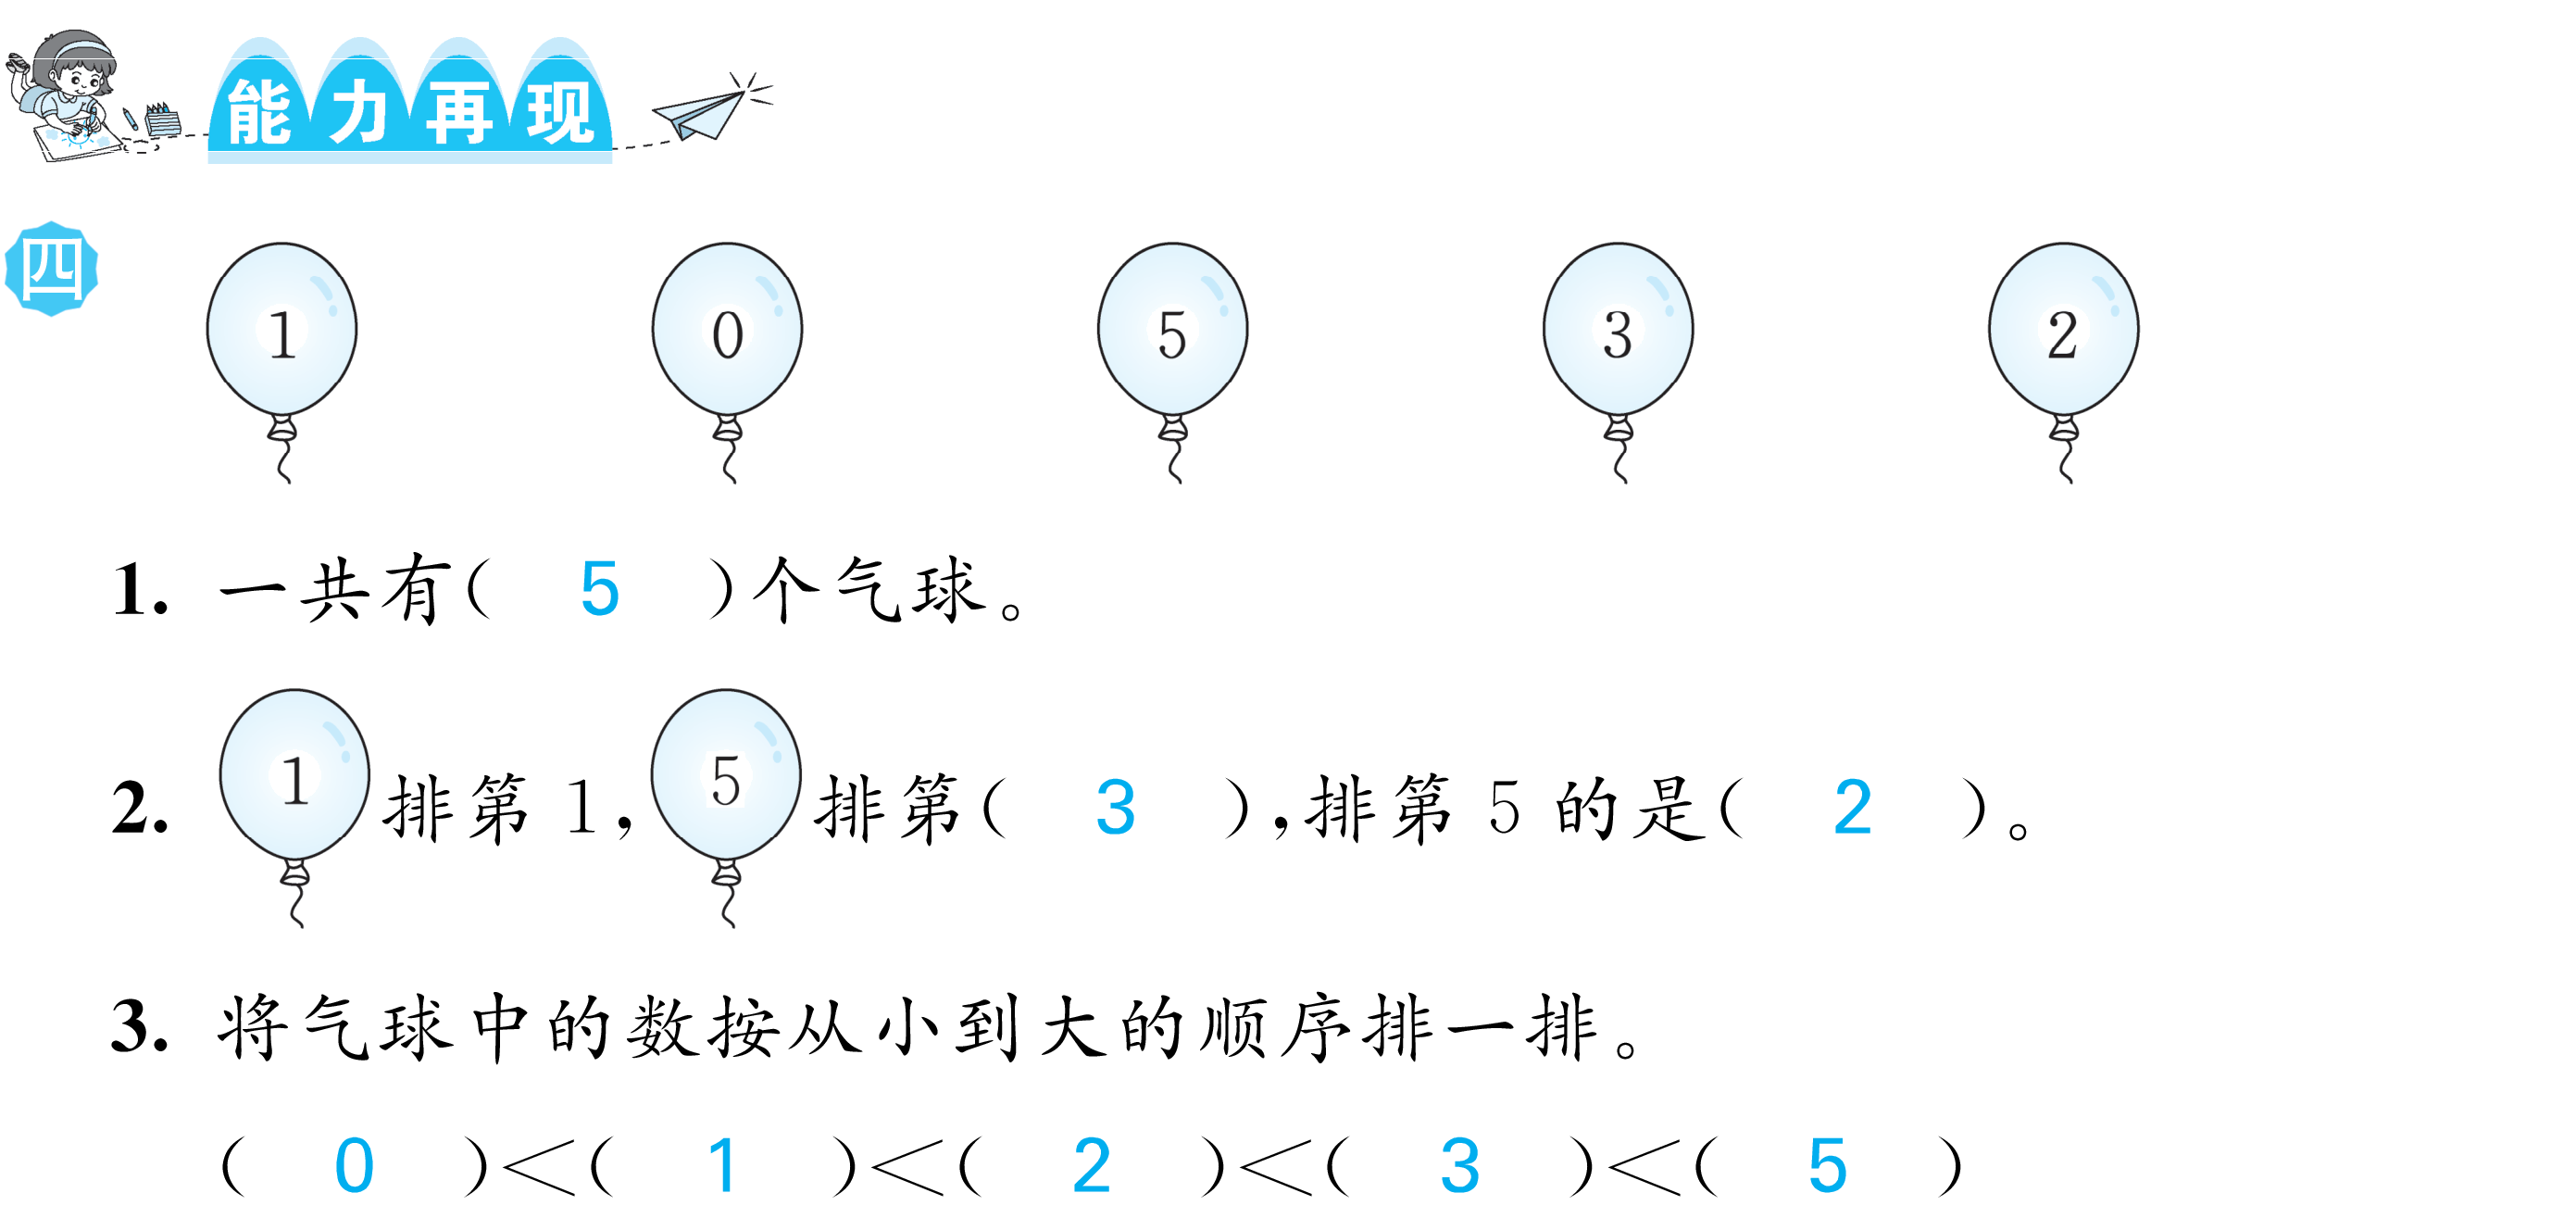 能力再现
四
1 0 5 3 2
1. 一共有( 5 )个气球。
2. 1 排第 1, 5 排第( 3 ),排第 5 的是( 2 )。
3. 将气球中的数按从小到大的顺序排一排。
( 0 )<( 1 )<( 2 )<( 3 )<( 5 )